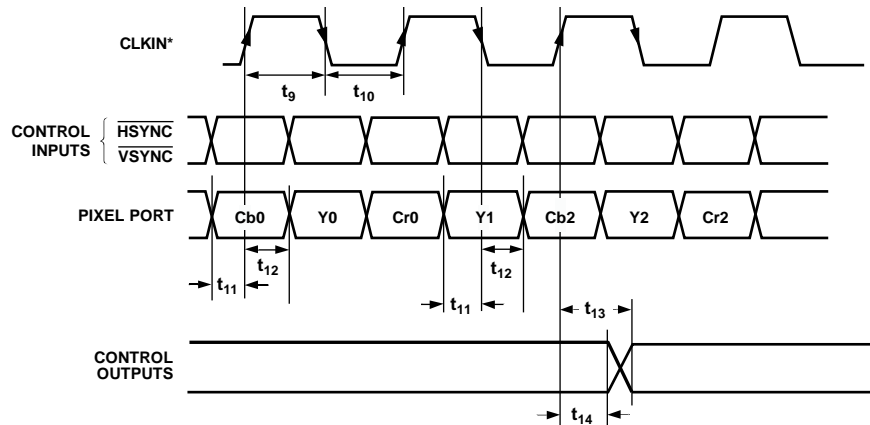 CLKIN*
t9
t10
CONTROL INPUTS
HSYNC
VSYNC
PIXEL PORT
Cb0
Y0
Cr0
Y1
Cb2
Y2
Cr2
t12
t12
t11
t11
t13
CONTROL OUTPUTS
t14